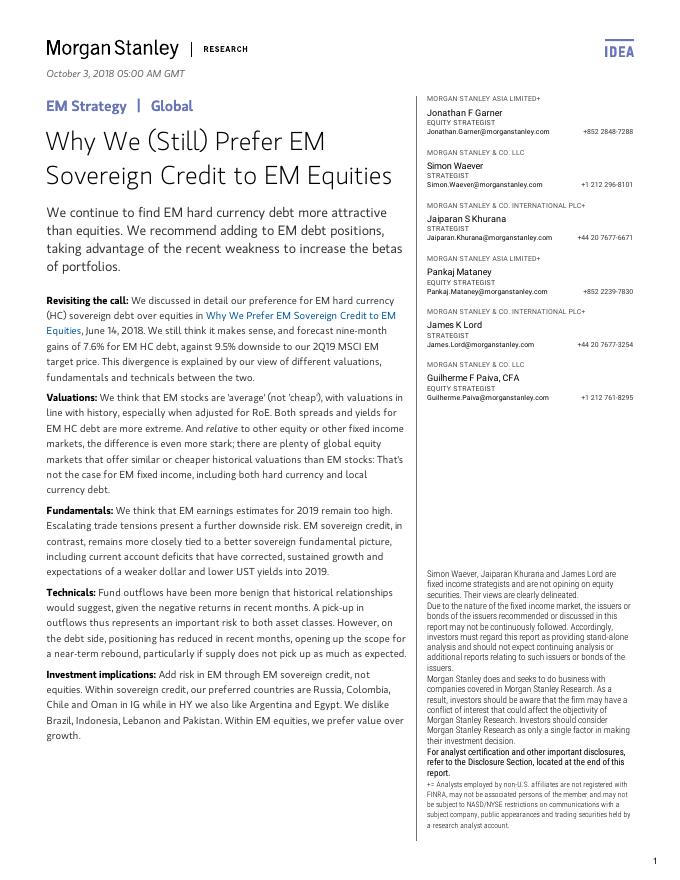 Morgan Stanley | RESEARCH
IDEA
October 3, 2018 05:00 AM GMT
EM Strategy | Global
Why We (Still) Prefer EM
Sovereign Credit to EM Equities
We continue to find EM hard currency debt more attractive
than equities. We recommend adding to EM debt positions,
taking advantage of the recent weakness to increase the betas
of portfolios.
Revisiting the call: We discussed in detail our preference for EM hard currency
(HC) sovereign debt over equities in Why We Prefer EM Sovereign Credit to EM
Equities, June 14, 2018. We still think it makes sense, and forecast nine-month
gains of 7.6% for EM HC debt, against 9.5% downside to our 2Q19 MSCI EM
target price. This divergence is explained by our view of different valuations,
fundamentals and technicals between the two.
Valuations: We think that EM stocks are 'average' (not 'cheap'), with valuations in
line with history, especially when adjusted for RoE. Both spreads and yields for
EM HC debt are more extreme. And relative to other equity or other fixed income
markets, the difference is even more stark; there are plenty of global equity
markets that offer similar or cheaper historical valuations than EM stocks: That's
not the case for EM fixed income, including both hard currency and local
currency debt.
Fundamentals: We think that EM earnings estimates for 2019 remain too high.
Escalating trade tensions present a further downside risk. EM sovereign credit, in
contrast, remains more closely tied to a better sovereign fundamental picture,
including current account deficits that have corrected, sustained growth and
expectations of a weaker dollar and lower UST yields into 2019.
Technicals: Fund outflows have been more benign that historical relationships
would suggest, given the negative returns in recent months. A pick-up in
outflows thus represents an important risk to both asset classes. However, on
the debt side, positioning has reduced in recent months, opening up the scope for
a near-term rebound, particularly if supply does not pick up as much as expected.
Investment implications: Add risk in EM through EM sovereign credit, not
equities. Within sovereign credit, our preferred countries are Russia, Colombia,
Chile and Oman in IG while in HY we also like Argentina and Egypt. We dislike
Brazil, Indonesia, Lebanon and Pakistan. Within EM equities, we prefer value over
growth.
MORGAN STANLEY ASIA LIMITED+
Jonathan F Garner
EQUITY STRATEGIST
Jonathan.Garner@morganstanley.com +852 2848-7288
MORGAN STANLEY & CO. LLC
Simon Waever
STRATEGIST
Simon.Waever@morganstanley.com +1 212 296-8101
MORGAN STANLEY & CO. INTERNATIONAL PLC+
Jaiparan S Khurana
STRATEGIST
Jaiparan.Khurana@morganstanley.com +44 20 7677-6671
MORGAN STANLEY ASIA LIMITED+
Pankaj Mataney
EQUITY STRATEGIST
Pankaj.Mataney@morganstanley.com +852 2239-7830
MORGAN STANLEY & CO. INTERNATIONAL PLC+
James K Lord
STRATEGIST
James.Lord@morganstanley.com +44 20 7677-3254
MORGAN STANLEY & CO. LLC
Guilherme F Paiva, CFA
EQUITY STRATEGIST
Guilherme.Paiva@morganstanley.com +1 212 761-8295
Simon Waever, Jaiparan Khurana and James Lord are
fixed income strategists and are not opining on equity
securities. Their views are clearly delineated.
Due to the nature of the fixed income market, the issuers or
bonds of the issuers recommended or discussed in this
report may not be continuously followed. Accordingly,
investors must regard this report as providing stand-alone
analysis and should not expect continuing analysis or
additional reports relating to such issuers or bonds of the
issuers.
Morgan Stanley does and seeks to do business with
companies covered in Morgan Stanley Research. As a
result, investors should be aware that the firm may have a
conflict of interest that could affect the objectivity of
Morgan Stanley Research. Investors should consider
Morgan Stanley Research as only a single factor in making
their investment decision.
For analyst certification and other important disclosures,
refer to the Disclosure Section, located at the end of this
report.
+= Analysts employed by non-U.S. affiliates are not registered with
FINRA, may not be associated persons of the member and may not
be subject to NASD/NYSE restrictions on communications with a
subject company, public appearances and trading securities held by
a research analyst account.
1